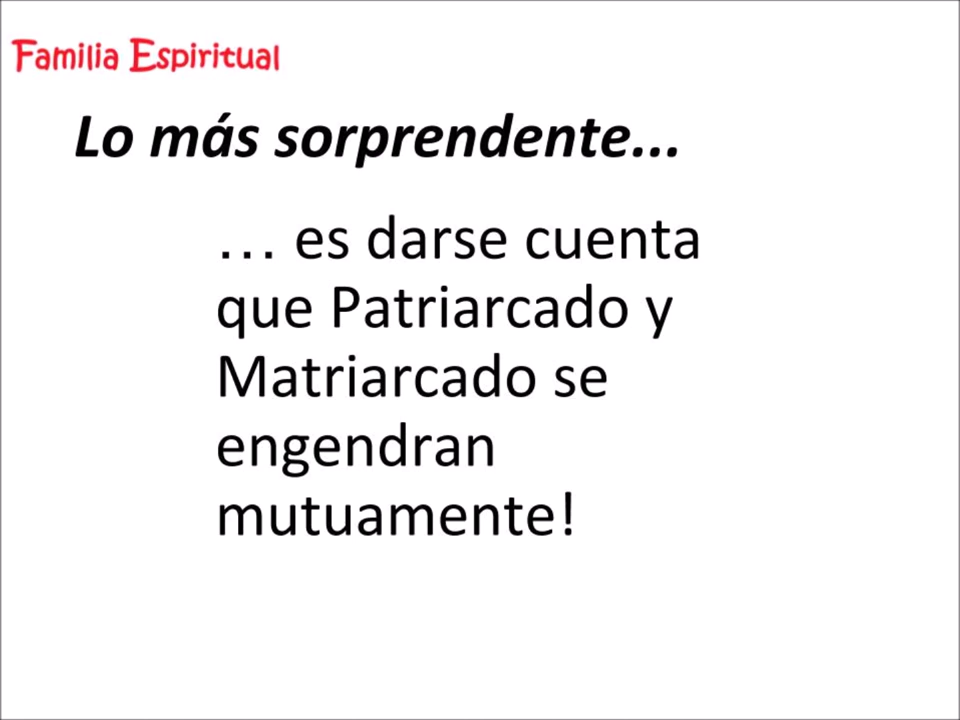 Familia Espiritual
Lo más sorprendente...
... es darse cuenta
que Patriarcado y
Matriarcado se
engendran
mutuamente!